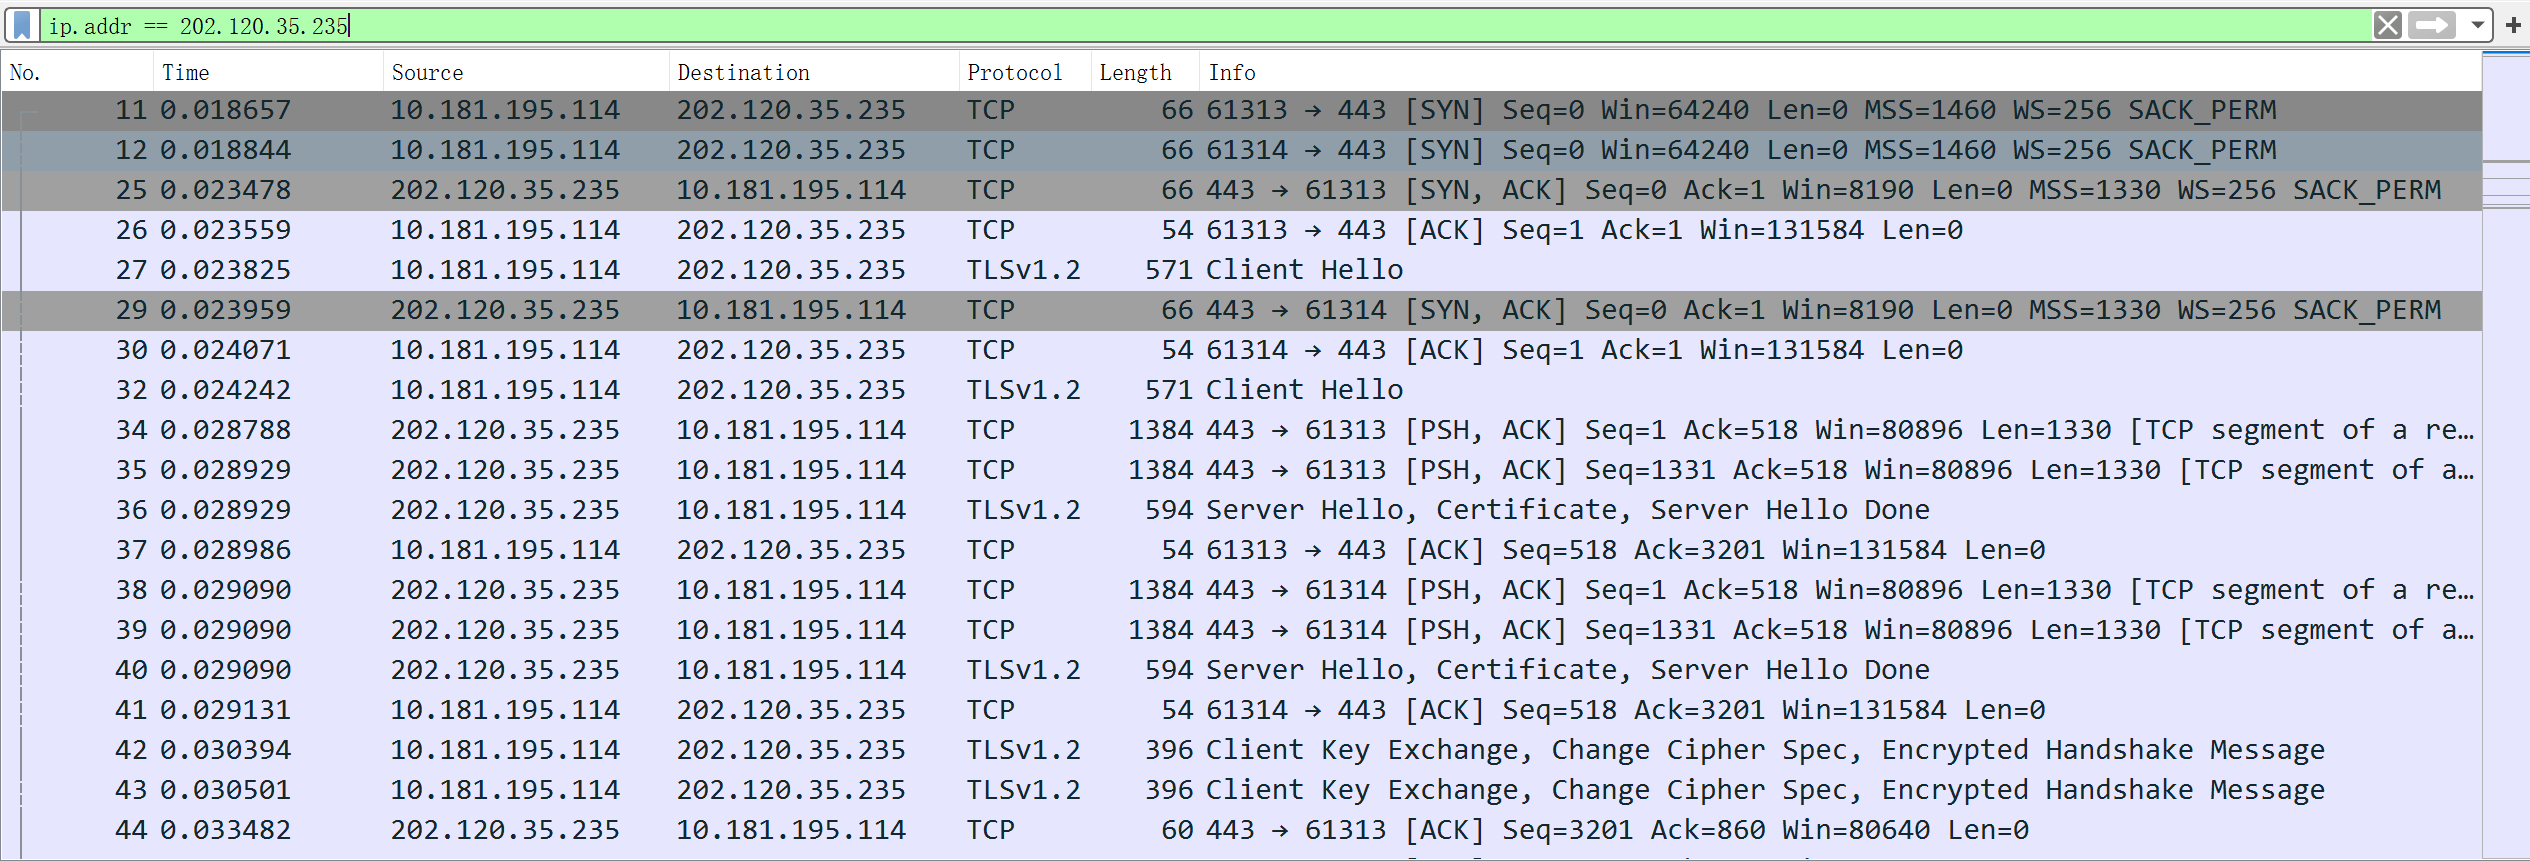 ip.addr == 202.120.35.235
No. Time Source Destination Protocol Length Info
11 0.018657 10.181.195.114 202.120.35.235 TCP 66 61313 → 443 [SYN] Seq=0 Win=64240 Len=0 MSS=1460 WS=256 SACK_PERM
12 0.018844 10.181.195.114 202.120.35.235 TCP 66 61314 → 443 [SYN] Seq=0 Win=64240 Len=0 MSS=1460 WS=256 SACK_PERM
25 0.023478 202.120.35.235 10.181.195.114 TCP 66 443 → 61313 [SYN, ACK] Seq=0 Ack=1 Win=8190 Len=0 MSS=1330 WS=256 SACK_PERM
26 0.023559 10.181.195.114 202.120.35.235 TCP 54 61313 → 443 [ACK] Seq=1 Ack=1 Win=131584 Len=0
27 0.023825 10.181.195.114 202.120.35.235 TLSv1.2 571 Client Hello
29 0.023959 202.120.35.235 10.181.195.114 TCP 66 443 → 61314 [SYN, ACK] Seq=0 Ack=1 Win=8190 Len=0 MSS=1330 WS=256 SACK_PERM
30 0.024071 10.181.195.114 202.120.35.235 TCP 54 61314 → 443 [ACK] Seq=1 Ack=1 Win=131584 Len=0
32 0.024242 10.181.195.114 202.120.35.235 TLSv1.2 571 Client Hello
34 0.028788 202.120.35.235 10.181.195.114 TCP 1384 443 → 61313 [PSH, ACK] Seq=1 Ack=518 Win=80896 Len=1330 [TCP segment of a re…
35 0.028929 202.120.35.235 10.181.195.114 TCP 1384 443 → 61313 [PSH, ACK] Seq=1331 Ack=518 Win=80896 Len=1330 [TCP segment of a…
36 0.028929 202.120.35.235 10.181.195.114 TLSv1.2 594 Server Hello, Certificate, Server Hello Done
37 0.028986 10.181.195.114 202.120.35.235 TCP 54 61313 → 443 [ACK] Seq=518 Ack=3201 Win=131584 Len=0
38 0.029090 202.120.35.235 10.181.195.114 TCP 1384 443 → 61314 [PSH, ACK] Seq=1 Ack=518 Win=80896 Len=1330 [TCP segment of a re…
39 0.029090 202.120.35.235 10.181.195.114 TCP 1384 443 → 61314 [PSH, ACK] Seq=1331 Ack=518 Win=80896 Len=1330 [TCP segment of a…
40 0.029090 202.120.35.235 10.181.195.114 TLSv1.2 594 Server Hello, Certificate, Server Hello Done
41 0.029131 10.181.195.114 202.120.35.235 TCP 54 61314 → 443 [ACK] Seq=518 Ack=3201 Win=131584 Len=0
42 0.030394 10.181.195.114 202.120.35.235 TLSv1.2 396 Client Key Exchange, Change Cipher Spec, Encrypted Handshake Message
43 0.030501 10.181.195.114 202.120.35.235 TLSv1.2 396 Client Key Exchange, Change Cipher Spec, Encrypted Handshake Message
44 0.033482 202.120.35.235 10.181.195.114 TCP 60 443 → 61313 [ACK] Seq=3201 Ack=860 Win=80640 Len=0